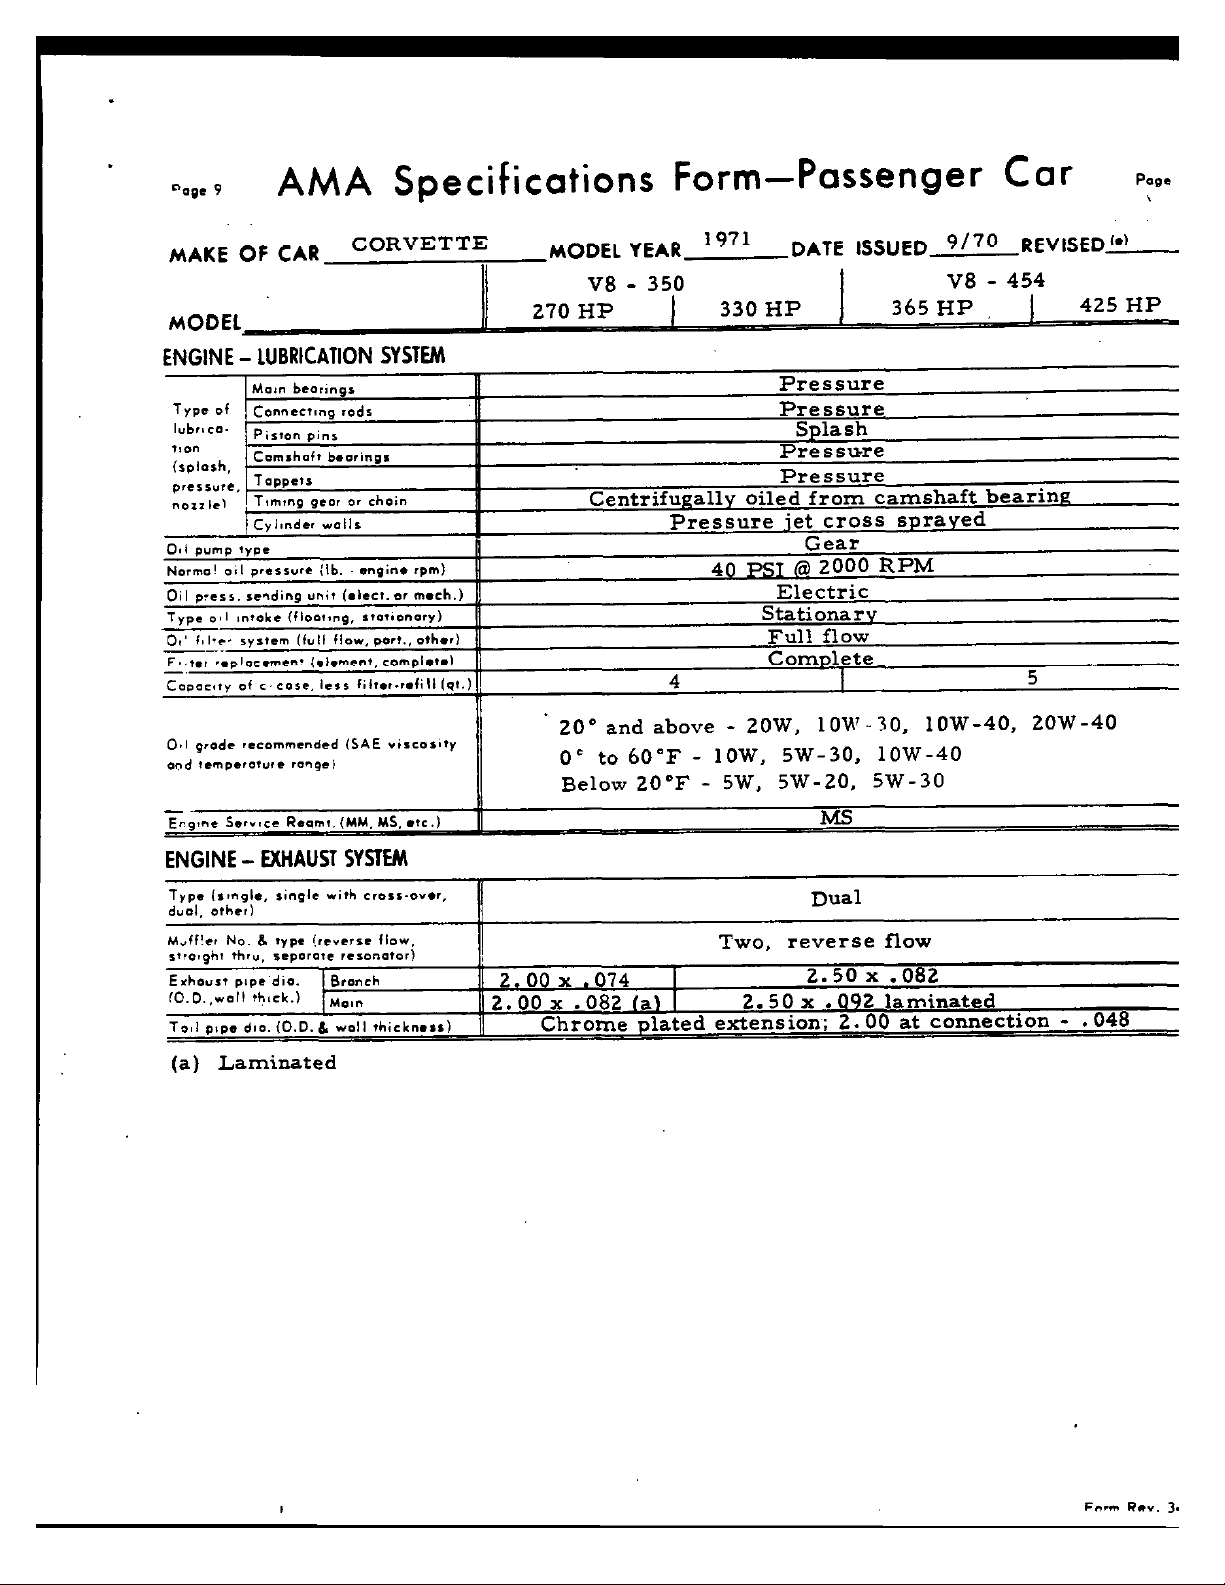 Page 9 AMA Specifications Form—Passenger Car Page
MAKE OF CAR CORVETTE MODEL YEAR 1971 DATE ISSUED 9/70 REVISED (•)
V8 - 350 V8 - 454
MODEL 270 HP 330 HP 365 HP 425 HP
ENGINE – LUBRICATION SYSTEM
Type of lubrica-tion (splash, pressure, nozzle)
Main bearings Pressure
Connecting rods Pressure
Piston pins Splash
Camshaft bearings Pressure
Tappets Pressure
Timing gear or chain Centrifugally oiled from camshaft bearing
Cylinder walls Pressure jet cross sprayed
Oil pump type Gear
Normal oil pressure (lb. - engine rpm) 40 PSI @ 2000 RPM
Oil press. sending unit (elect. or mech.) Electric
Type oil intake (floating, stationary) Stationary
Oil filter system (full flow, part., other) Full flow
Filter replacement (element, complete) Complete
Capacity of c-case, less filter-refill (qt.) 4 5
Oil grade recommended (SAE viscosity
and temperature range)
20° and above - 20W, 10W-30, 10W-40, 20W-40
0° to 60°F - 10W, 5W-30, 10W-40
Below 20°F - 5W, 5W-20, 5W-30
Engine Service Reqmt. (MM, MS, etc.) MS
ENGINE – EXHAUST SYSTEM
Type (single, single with cross-over,
dual, other) Dual
Muffler No. & type (reverse flow,
straight thru, separate resonator) Two, reverse flow
Exhaust pipe dia. Branch 2.00 x .074 2.50 x .082
(O.D., wall thick.) Main 2.00 x .082 (a) 2.50 x .092 laminated
Tail pipe dia. (O.D. & wall thickness) Chrome plated extension; 2.00 at connection - .048
(a) Laminated
Form Rev. 3